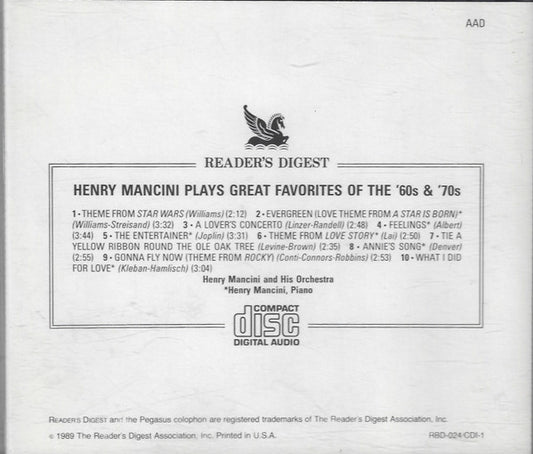 AAD
READER'S DIGEST
HENRY MANCINI PLAYS GREAT FAVORITES OF THE '60s & '70s
1 • THEME FROM STAR WARS (Williams) (2:12) 2 • EVERGREEN (LOVE THEME FROM A STAR IS BORN)*
(Williams-Streisand) (3:32) 3 • A LOVER'S CONCERTO (Linzer-Randell) (2:48) 4 • FEELINGS* (Albert)
(3:44) 5 • THE ENTERTAINER* (Joplin) (3:31) 6 • THEME FROM LOVE STORY* (Lai) (2:50) 7 • TIE A
YELLOW RIBBON ROUND THE OLE OAK TREE (Levine-Brown) (2:35) 8 • ANNIE'S SONG* (Denver)
(2:55) 9 • GONNA FLY NOW (THEME FROM ROCKY) (Conti-Connors-Robbins) (2:53) 10 • WHAT I DID
FOR LOVE* (Kleban-Hamlisch) (3:04)
Henry Mancini and His Orchestra
*Henry Mancini, Piano
COMPACT
disc
DIGITAL AUDIO
READER'S DIGEST and the Pegasus colophon are registered trademarks of The Reader's Digest Association, Inc.
© 1989 The Reader's Digest Association, Inc. Printed in U.S.A. RBD-024/CDI-1